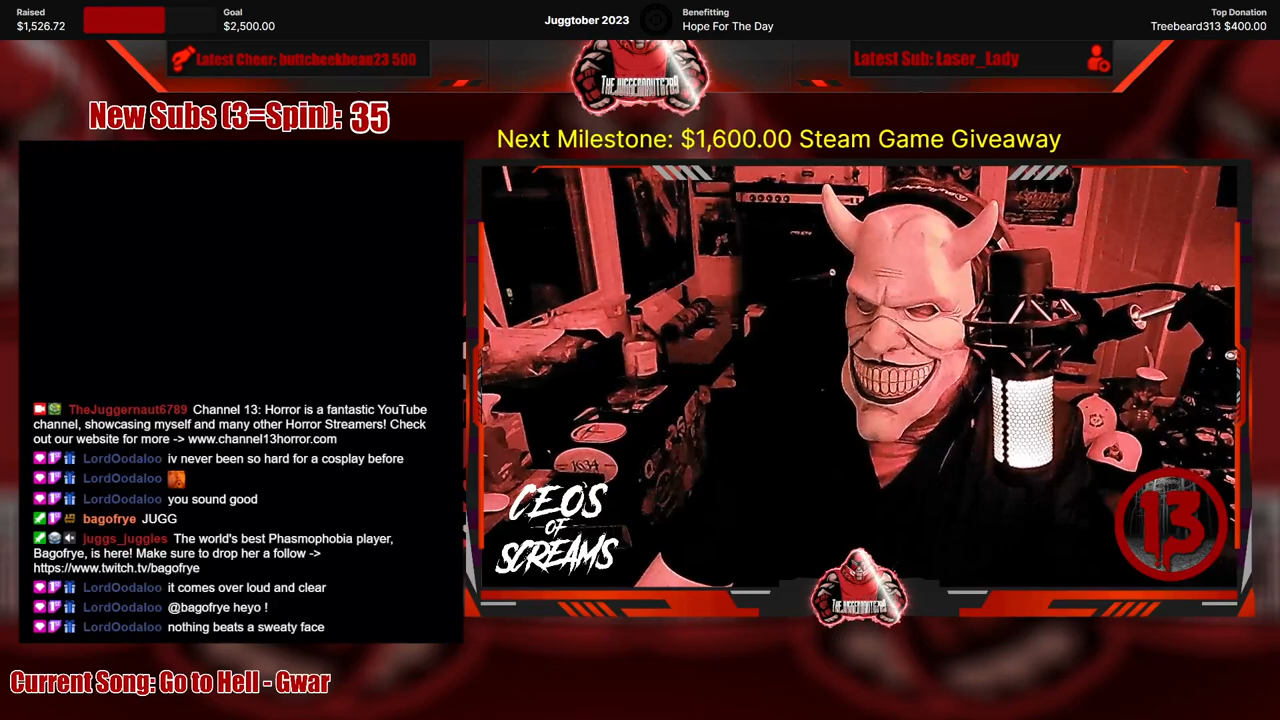 Raised
$1,526.72
Goal
$2,500.00
Juggtober 2023
Benefitting
Hope For The Day
Top Donation
Treebeard313 $400.00
Latest Cheer: buttcheekbean23 500
THEJUGGERNAUT6789
Latest Sub: Laser_Lady
New Subs (3=Spin): 35
Next Milestone: $1,600.00 Steam Game Giveaway
TheJuggernaut6789 Channel 13: Horror is a fantastic YouTube
channel, showcasing myself and many other Horror Streamers! Check
out our website for more -> www.channel13horror.com
LordOodaloo iv never been so hard for a cosplay before
LordOodaloo
LordOodaloo you sound good
bagofrye JUGG
juggs_juggies The world's best Phasmophobia player,
Bagofrye, is here! Make sure to drop her a follow ->
https://www.twitch.tv/bagofrye
LordOodaloo it comes over loud and clear
LordOodaloo @bagofrye heyo !
LordOodaloo nothing beats a sweaty face
1634
CEO'S
OF
SCREAMS
13
THEJUGGERNAUT6789
Current Song: Go to Hell - Gwar